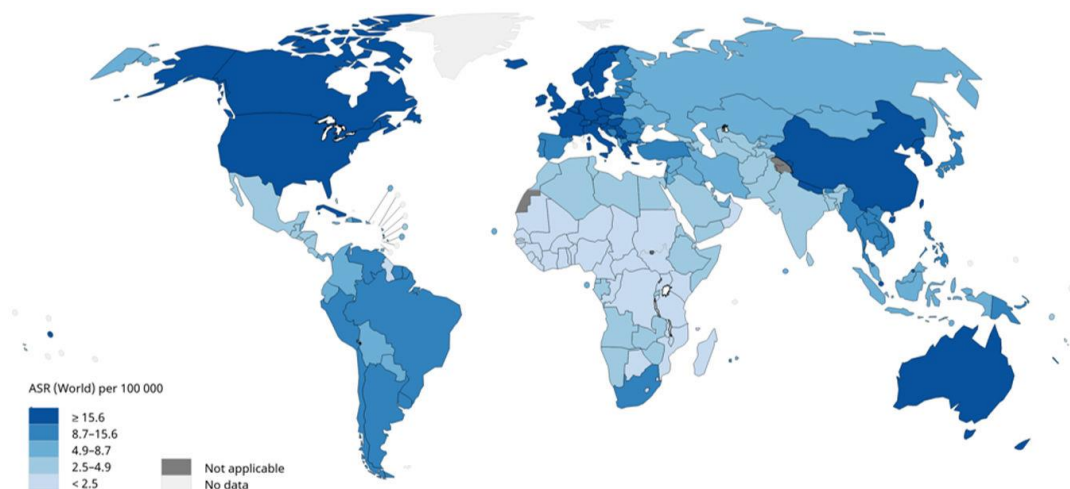 ASR (World) per 100 000
≥ 15.6
8.7–15.6
4.9–8.7
2.5–4.9
< 2.5
Not applicable
No data